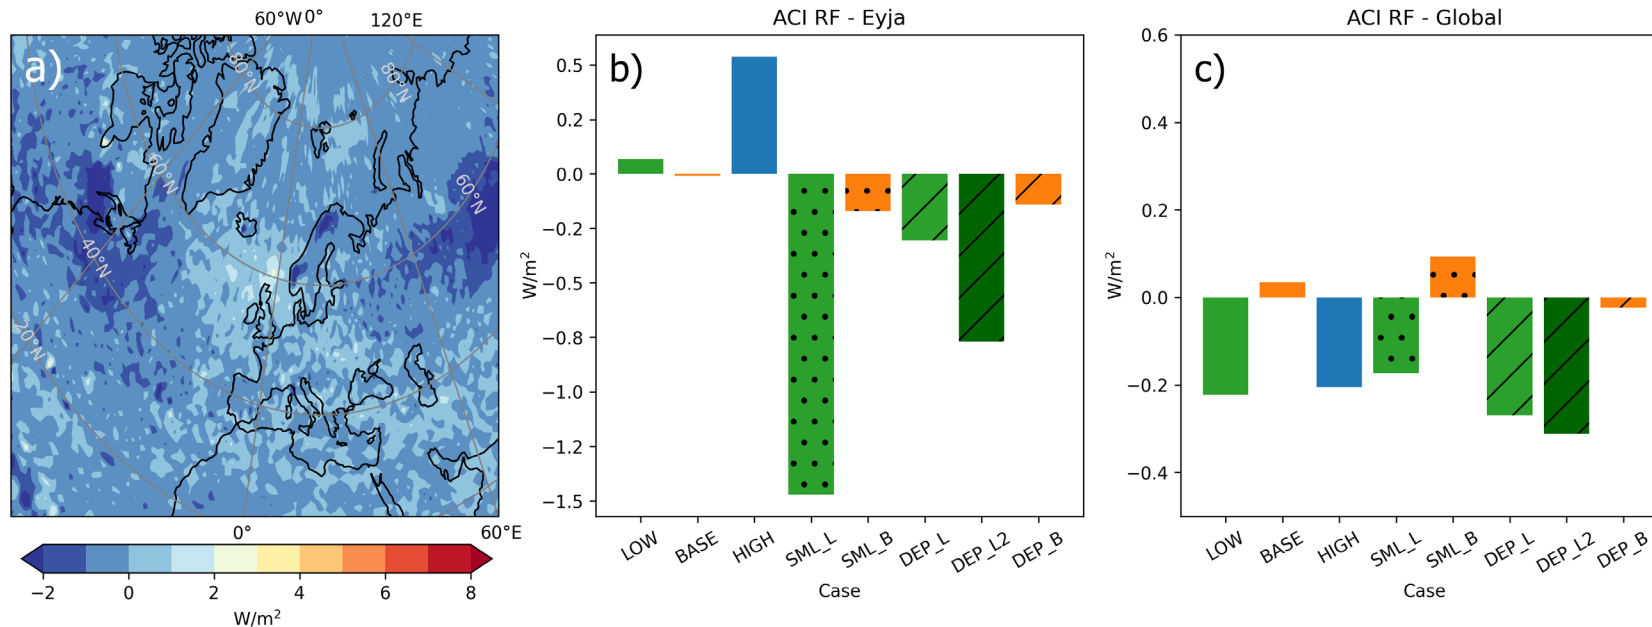 60°W 0° 120°E
a)
80°N
80°N
60°N
60°N
40°N
20°N
0° 60°E
−2 0 2 4 6 8
W/m²
ACI RF - Eyja
b)
0.5
0.2
0.0
−0.2
−0.5
−0.8
−1.0
−1.2
−1.5
W/m²
LOW BASE HIGH SML_L SML_B DEP_L DEP_L2 DEP_B
Case
ACI RF - Global
c)
0.6
0.4
0.2
0.0
−0.2
−0.4
W/m²
LOW BASE HIGH SML_L SML_B DEP_L DEP_L2 DEP_B
Case